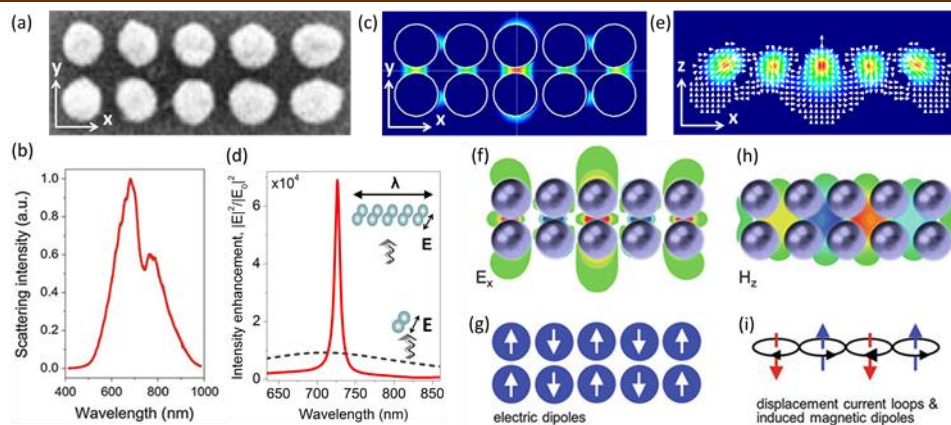 (a)
y
x
(c)
y
x
(e)
z
x
(b)
Scattering intensity (a.u.)
1.0
0.8
0.6
0.4
0.2
0.0
400
600
800
1000
Wavelength (nm)
(d)
Intensity enhancement, |E|²/|E₀|²
x10⁴
6
4
2
0
650
700
750
800
850
Wavelength (nm)
λ
E
E
(f)
Eₓ
(h)
H_z
(g)
electric dipoles
(i)
displacement current loops &
induced magnetic dipoles